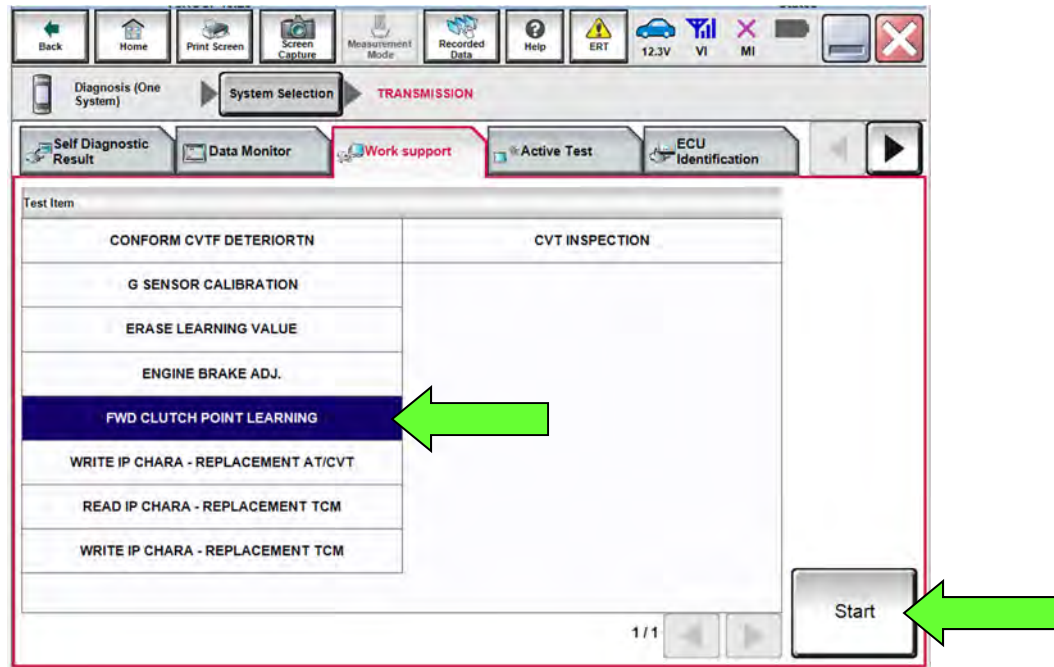 Back
Home
Print Screen
Screen
Capture
Measurement
Mode
Recorded
Data
Help
ERT
12.3V
VI
MI
Diagnosis (One
System)
System Selection
TRANSMISSION
Self Diagnostic
Result
Data Monitor
Work support
Active Test
ECU
Identification
Test Item
CONFORM CVTF DETERIORTN
CVT INSPECTION
G SENSOR CALIBRATION
ERASE LEARNING VALUE
ENGINE BRAKE ADJ.
FWD CLUTCH POINT LEARNING
WRITE IP CHARA - REPLACEMENT AT/CVT
READ IP CHARA - REPLACEMENT TCM
WRITE IP CHARA - REPLACEMENT TCM
Start
1/1